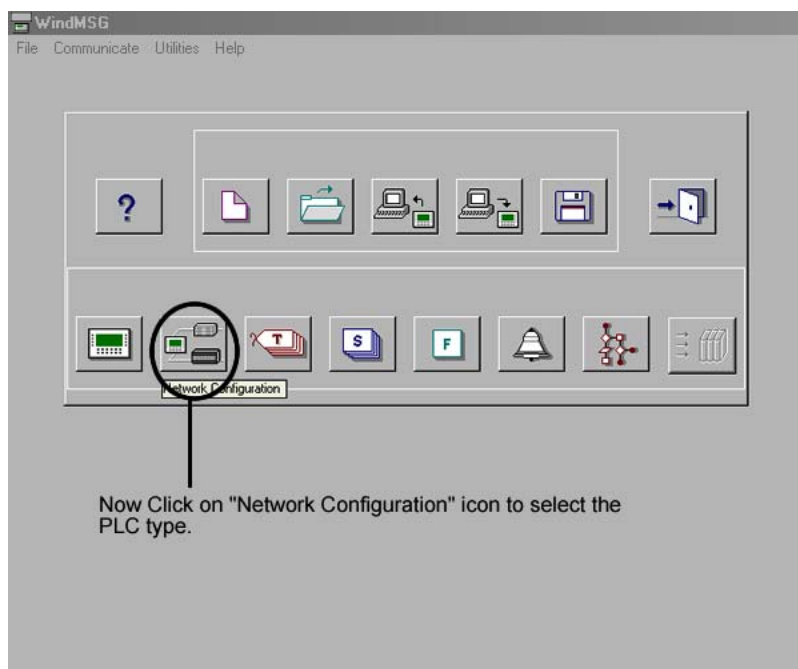 WindMSG
File Communicate Utilities Help
?
T
S
F
Network Configuration
Now Click on "Network Configuration" icon to select the
PLC type.